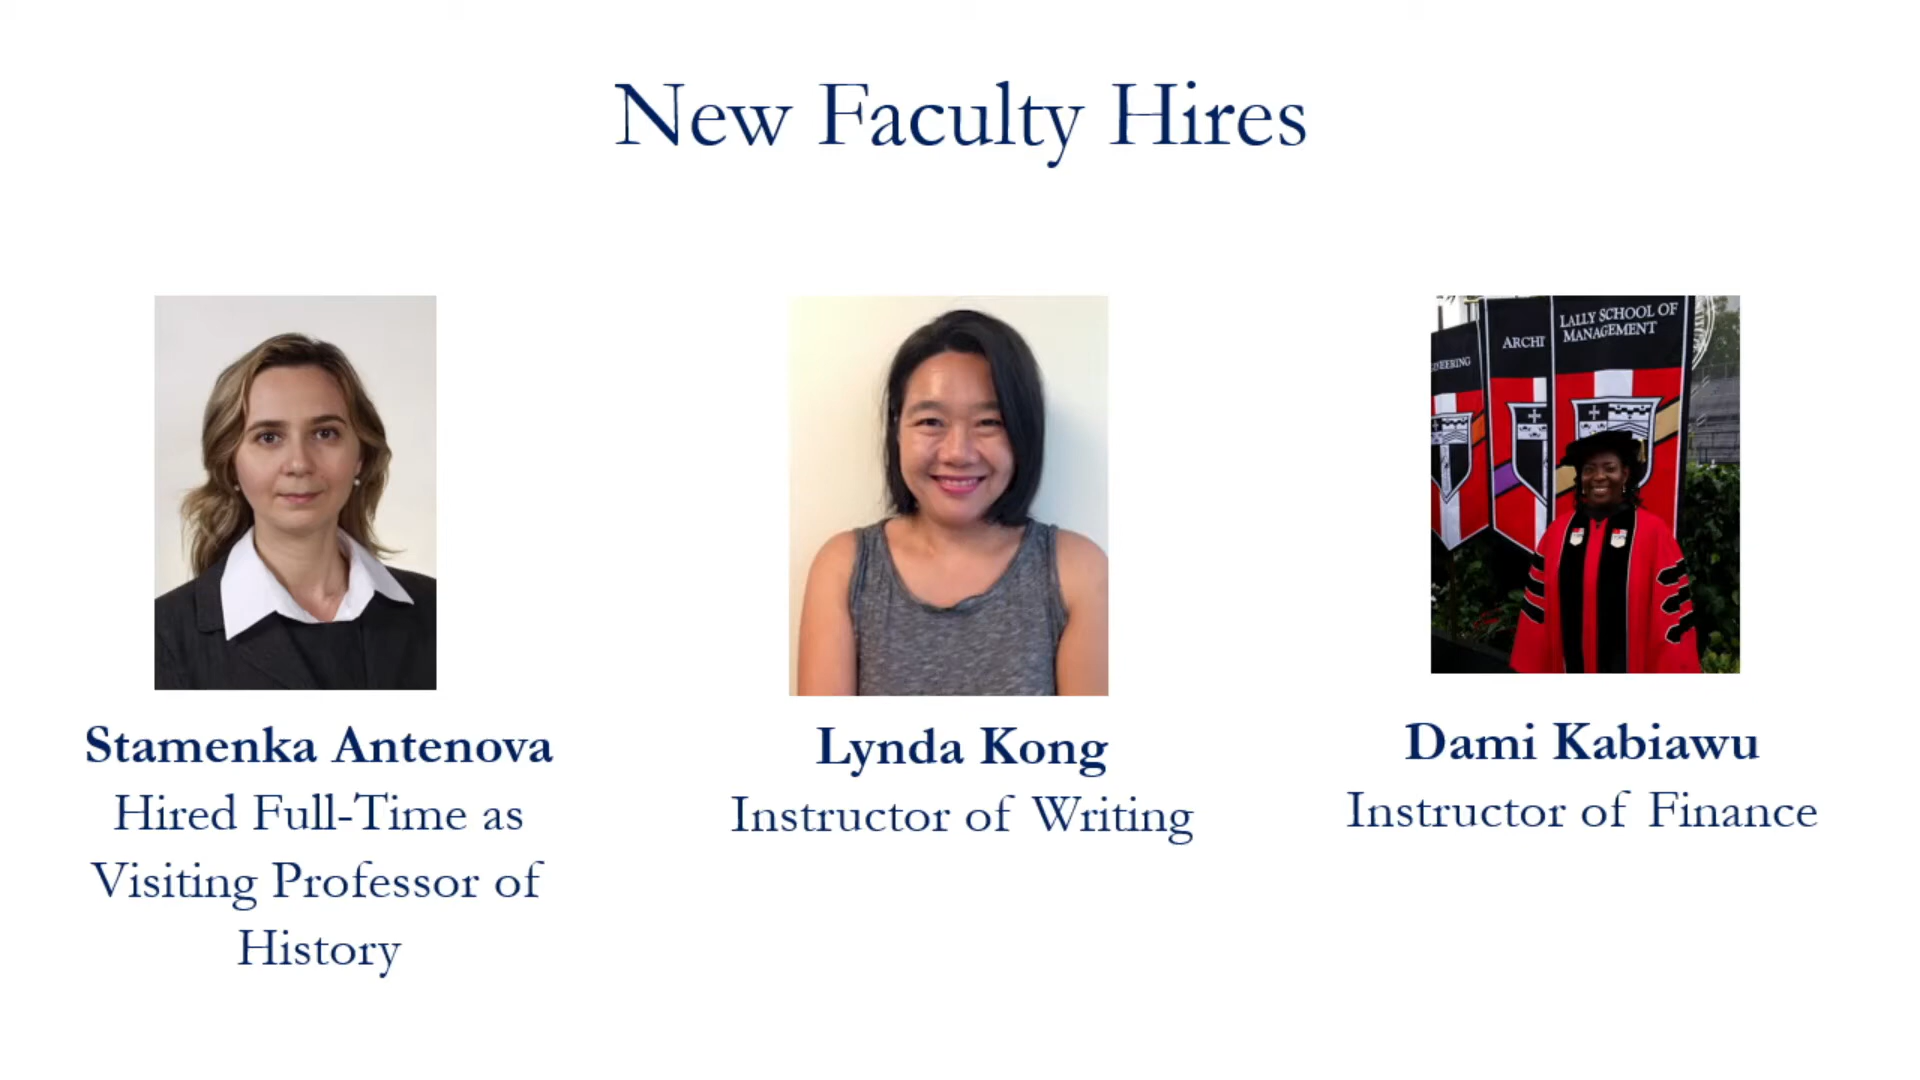 New Faculty Hires
LALLY SCHOOL OF
MANAGEMENT
ARCHI
Stamenka Antenova
Hired Full-Time as
Visiting Professor of
History
Lynda Kong
Instructor of Writing
Dami Kabiawu
Instructor of Finance